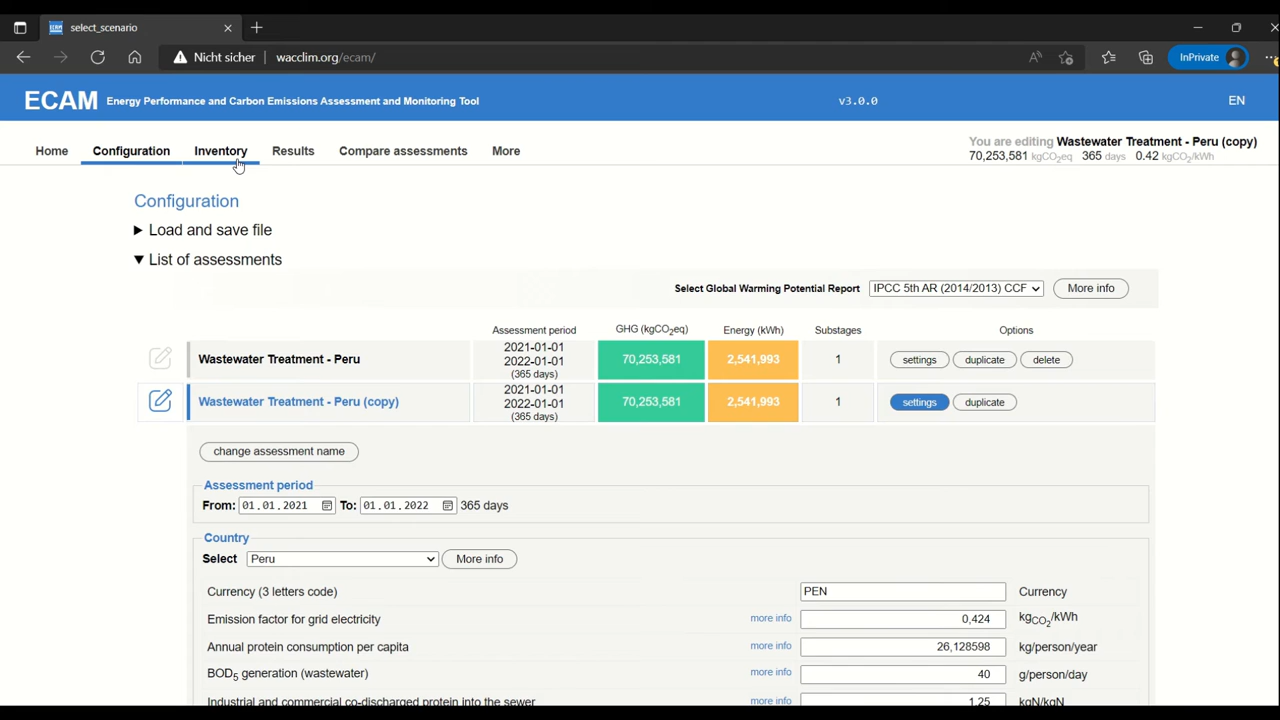 select_scenario
Nicht sicher wacclim.org/ecam/ InPrivate
ECAM Energy Performance and Carbon Emissions Assessment and Monitoring Tool v3.0.0 EN
Home Configuration Inventory Results Compare assessments More
You are editing Wastewater Treatment - Peru (copy)
70,253,581 kgCO2eq 365 days 0.42 kgCO2/kWh
Configuration
Load and save file
List of assessments
Select Global Warming Potential Report IPCC 5th AR (2014/2013) CCF More info
Assessment period GHG (kgCO2eq) Energy (kWh) Substages Options
Wastewater Treatment - Peru 2021-01-01 2022-01-01 (365 days) 70,253,581 2,541,993 1 settings duplicate delete
Wastewater Treatment - Peru (copy) 2021-01-01 2022-01-01 (365 days) 70,253,581 2,541,993 1 settings duplicate
change assessment name
Assessment period
From: 01.01.2021 To: 01.01.2022 365 days
Country
Select Peru More info
Currency (3 letters code) PEN Currency
Emission factor for grid electricity more info 0,424 kgCO2/kWh
Annual protein consumption per capita more info 26,128598 kg/person/year
BOD5 generation (wastewater) more info 40 g/person/day
Industrial and commercial co-discharged protein into the sewer more info 1,25 kgN/kgN